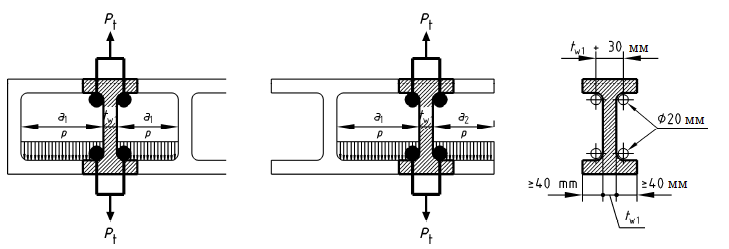 Pt
Pt
tw1 + 30 мм
a1
tw
a1
a1
tw
a2
p
p
p
p
Ø20 мм
≥40 mm
≥40 мм
tw1
Pt
Pt